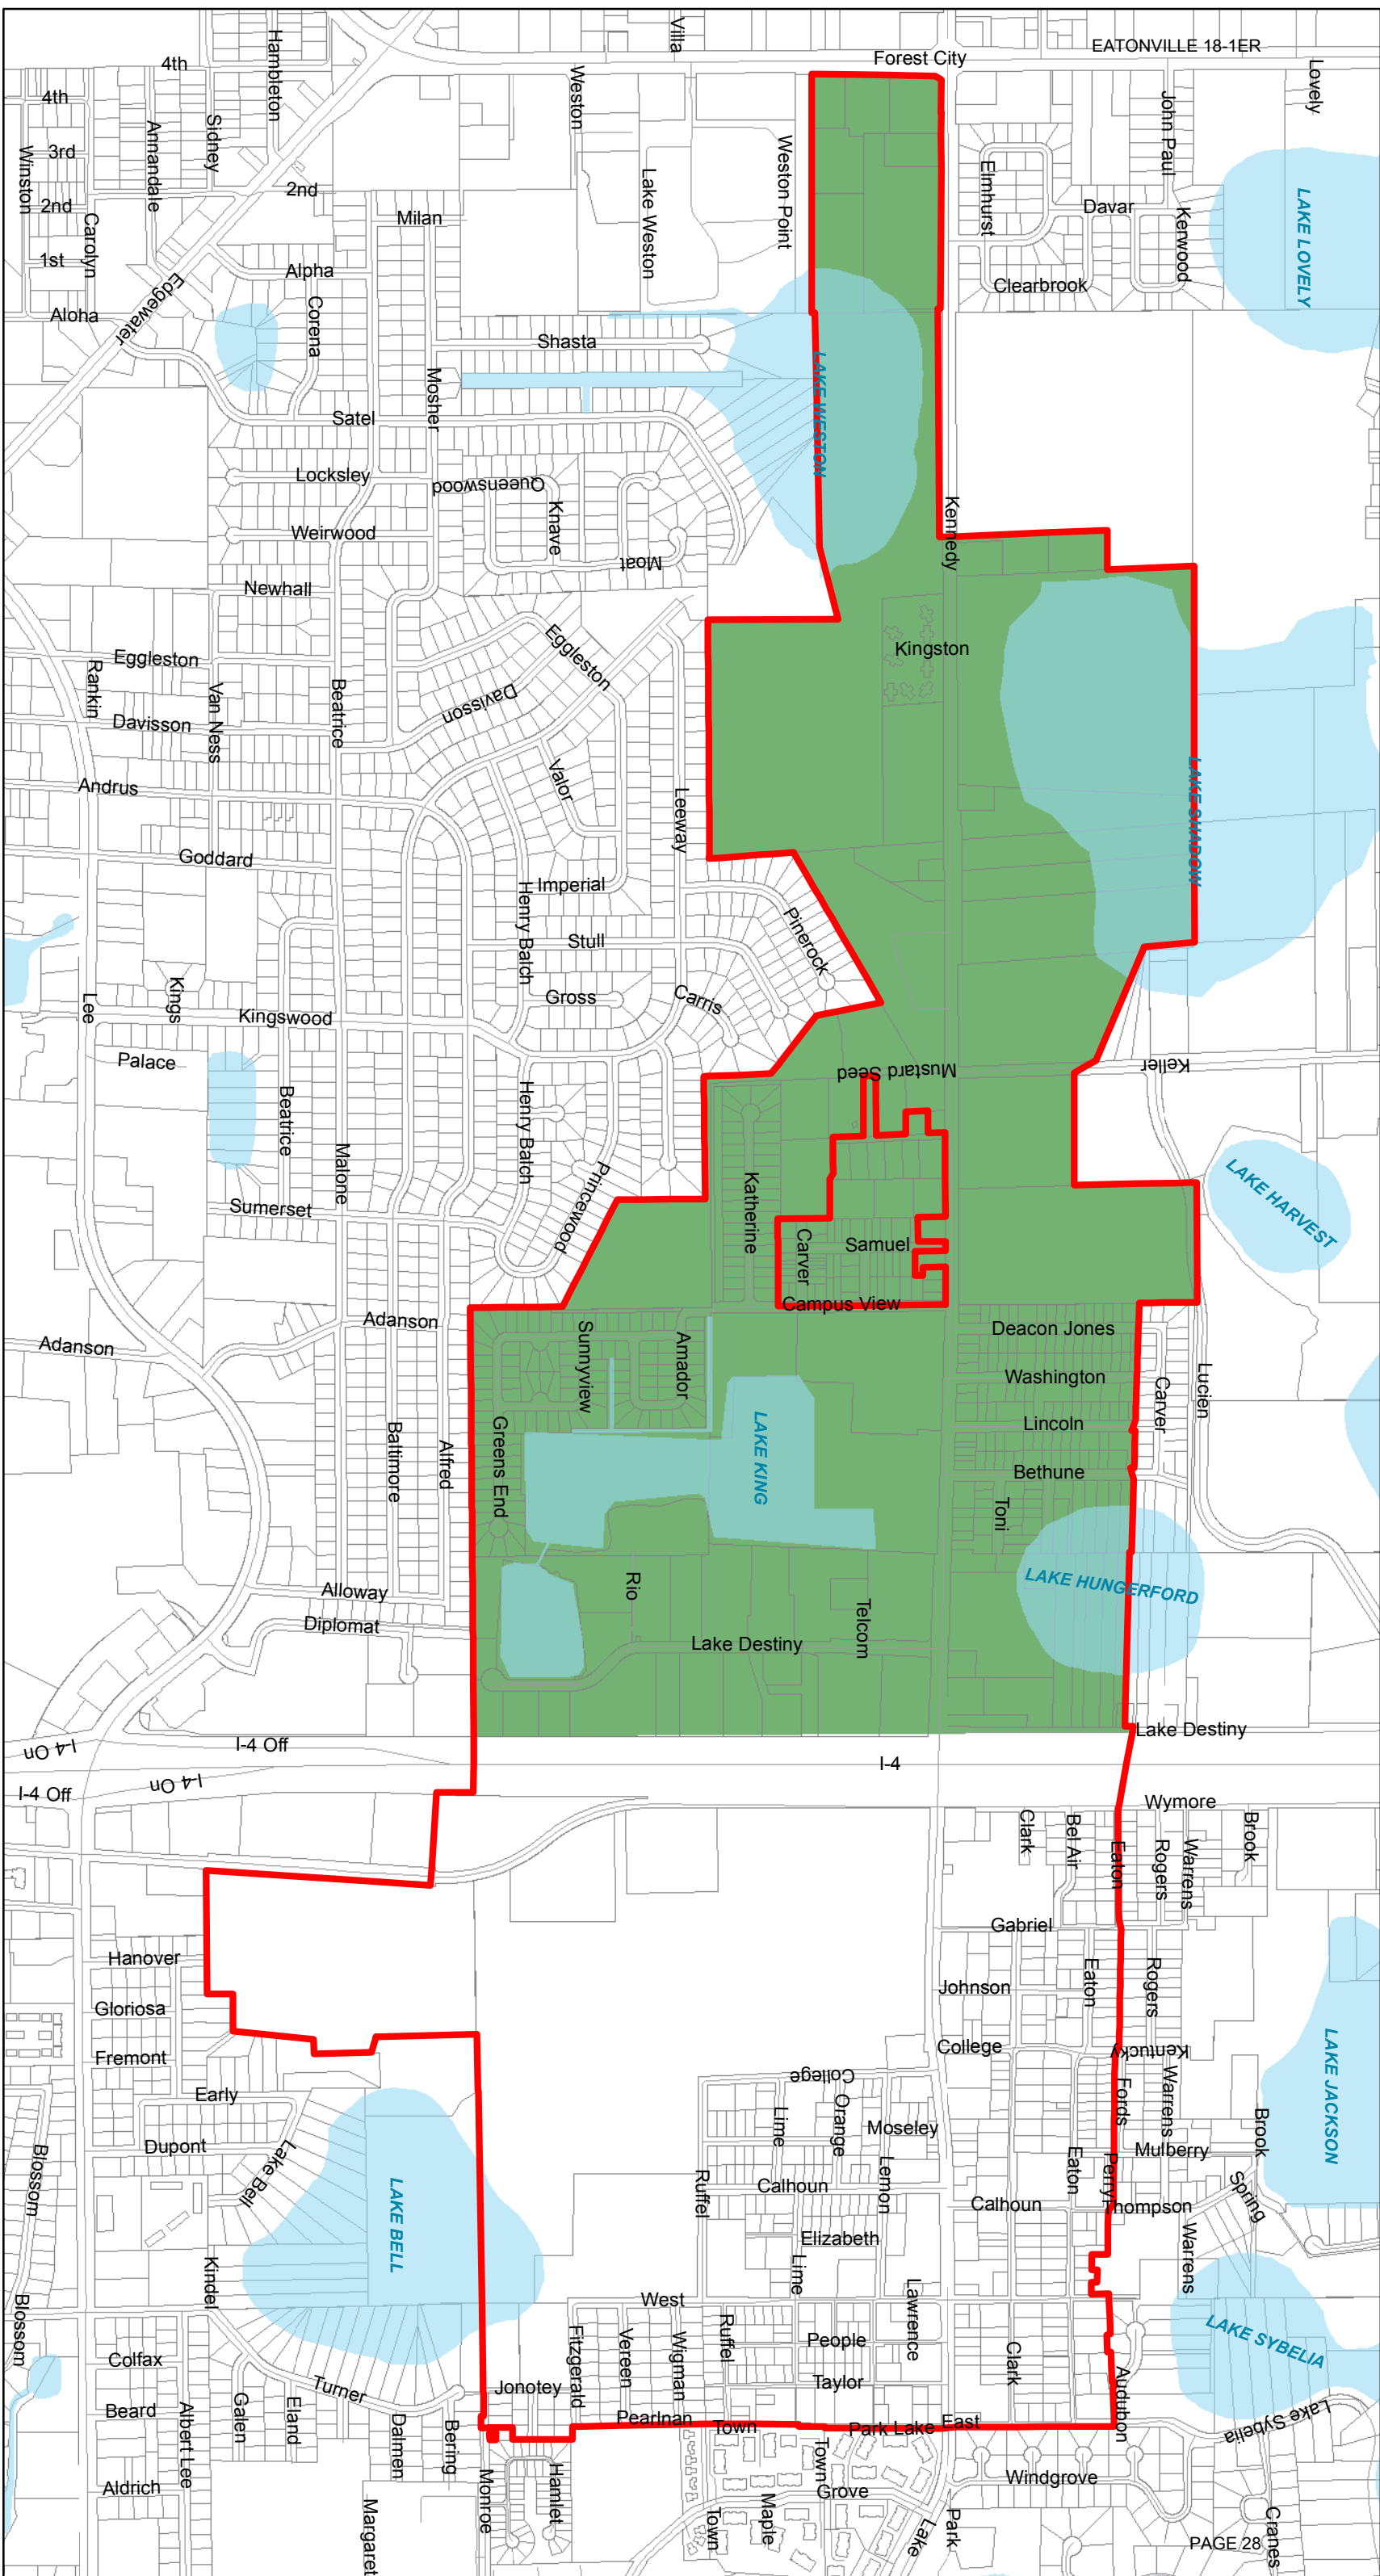 Villa
Forest City
EATONVILLE 18-1ER
Hambleton
4th
Lovely
4th
Weston
John Paul
Annandale
Sidney
3rd
Winston
Weston Point
Elmhurst
2nd
Lake Weston
2nd
Carolyn
Milan
Davar
Kerwood
LAKE LOVELY
1st
Alpha
Clearbrook
Edgewater
Aloha
Corena
Shasta
Mosher
LAKE WESTON
Satel
Locksley
Queenswood
Knave
Weirwood
Kennedy
Moat
Newhall
Eggleston
Kingston
Eggleston
Rankin
Van Ness
Beatrice
Davisson
Davisson
Valor
Andrus
Leeway
LAKE SHADOW
Goddard
Imperial
Henry Balch
Stull
Pinerock
Kings
Gross
Carris
Lee
Kingswood
Palace
Mustard Seed
Keller
Beatrice
Henry Balch
Malone
Princewood
Katherine
LAKE HARVEST
Sumerset
Carver
Samuel
Campus View
Adanson
Adanson
Sunnyview
Amador
Deacon Jones
Washington
Carver
Lucien
Baltimore
Alfred
Greens End
LAKE KING
Lincoln
Bethune
Toni
Alloway
Rio
Telcom
LAKE HUNGERFORD
Diplomat
Lake Destiny
Lake Destiny
I-4 On
I-4 Off
I-4
I-4 Off
I-4 On
Wymore
Clark
Bel Air
Eaton
Rogers
Warrens
Brook
Gabriel
Hanover
Johnson
Eaton
Rogers
Gloriosa
College
Kentucky
Fremont
LAKE JACKSON
College
Early
Lime
Orange
Moseley
Fords
Warrens
Brook
Dupont
Lake Bell
Mulberry
Blossom
LAKE BELL
Ruffel
Calhoun
Lemon
Eaton
Perry
Spring
Calhoun
Thompson
Elizabeth
Kindel
Lime
Warrens
Blossom
West
Lawrence
LAKE SYBELIA
Fitzgerald
Vereen
Wigman
Ruffel
People
Clark
Colfax
Turner
Jonotey
Taylor
Audubon
Beard
Albert Lee
Galen
Eland
Dalmen
Bering
Pearlnan
Town
Park Lake
East
Lake Sybelia
Aldrich
Monroe
Hamlet
Town
Grove
Windgrove
Margaret
Town
Maple
Lake
Park
Cranes
PAGE 28